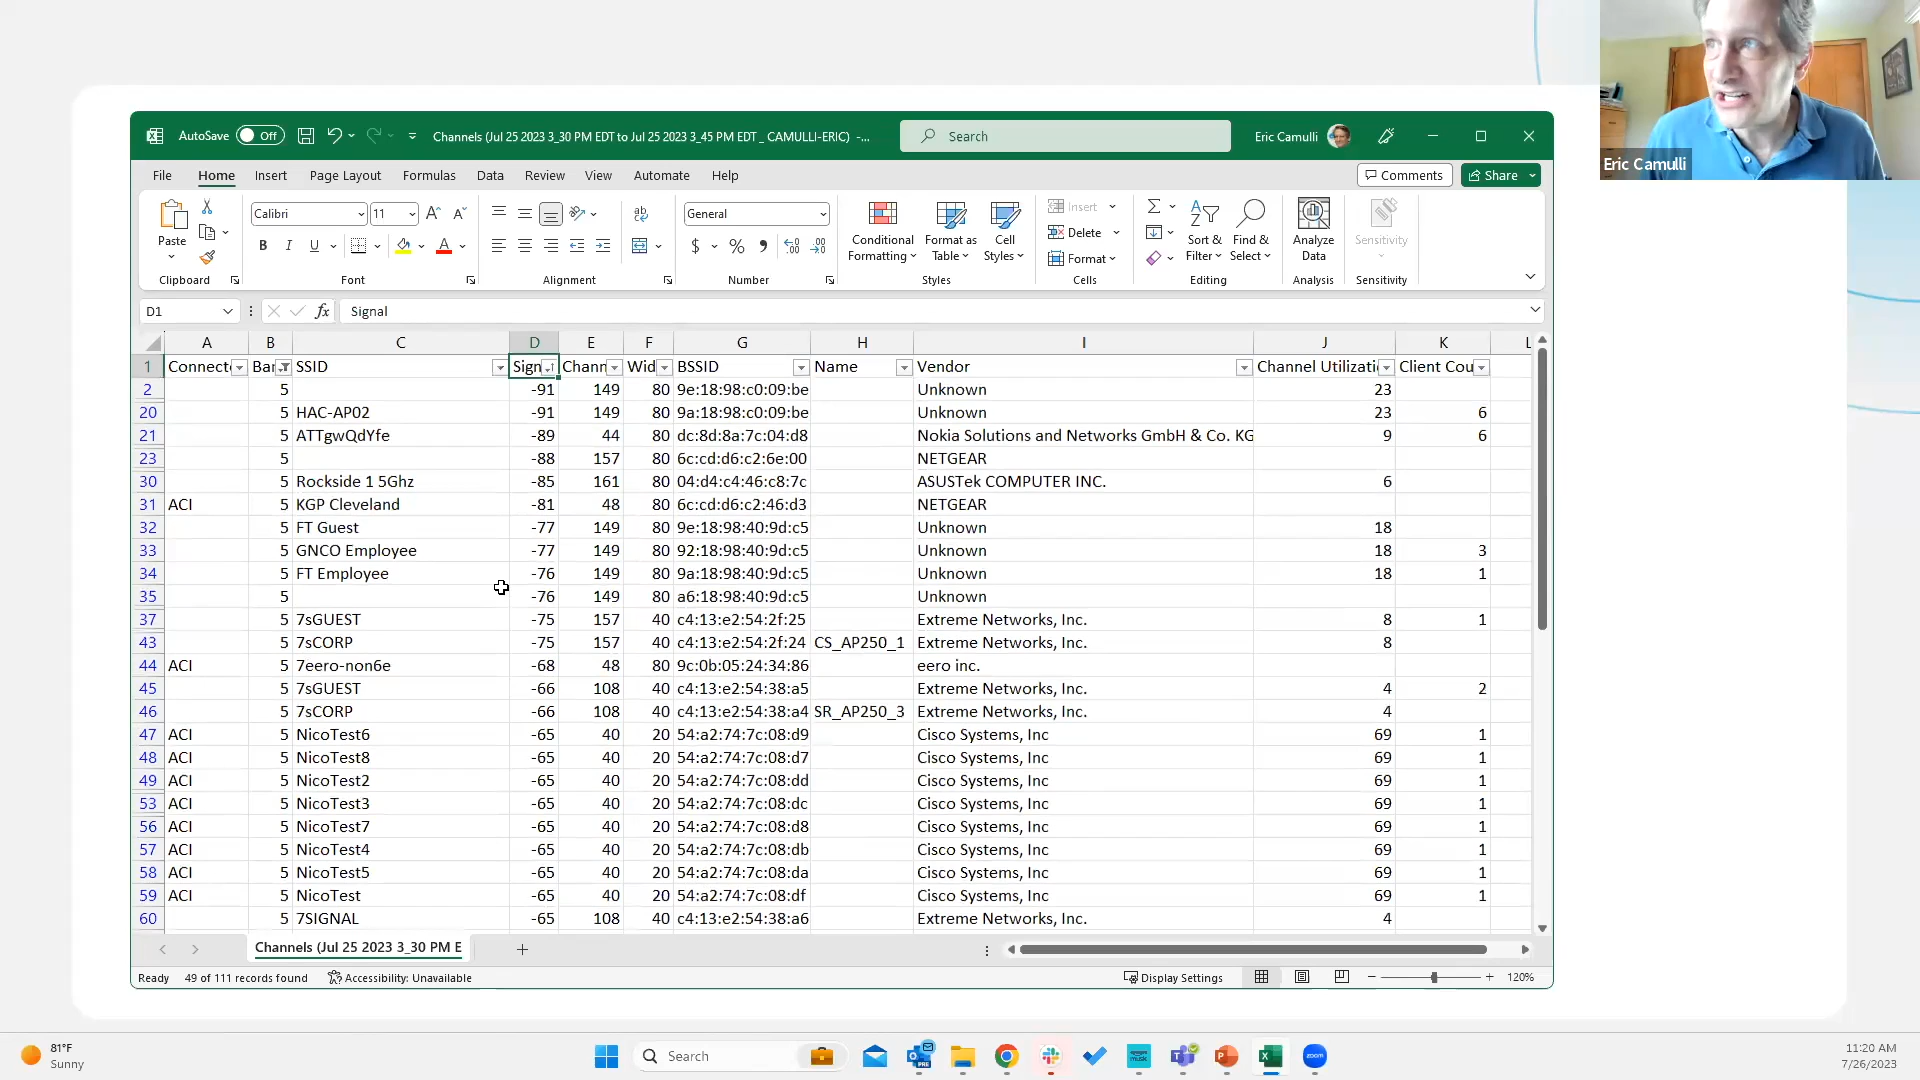 Eric Camulli
AutoSave Off Channels (Jul 25 2023 3_30 PM EDT to Jul 25 2023 3_45 PM EDT _ CAMULLI-ERIC) -... Search Eric Camulli
File Home Insert Page Layout Formulas Data Review View Automate Help Comments Share
Paste Calibri 11 General Conditional Formatting Format as Table Cell Styles Insert Delete Format Sort & Filter Find & Select Analyze Data Sensitivity
Clipboard Font Alignment Number Styles Cells Editing Analysis Sensitivity
D1 fx Signal
A B C D E F G H I J K L
1 Connect Ba SSID Sign Chann Wid BSSID Name Vendor Channel Utilizati Client Cou
2 5 -91 149 80 9e:18:98:c0:09:be Unknown 23
20 5 HAC-AP02 -91 149 80 9a:18:98:c0:09:be Unknown 23 6
21 5 ATTgwQdYfe -89 44 80 dc:8d:8a:7c:04:d8 Nokia Solutions and Networks GmbH & Co. KG 9 6
23 5 -88 157 80 6c:cd:d6:c2:6e:00 NETGEAR
30 5 Rockside 1 5Ghz -85 161 80 04:d4:c4:46:c8:7c ASUSTek COMPUTER INC. 6
31 ACI 5 KGP Cleveland -81 48 80 6c:cd:d6:c2:46:d3 NETGEAR
32 5 FT Guest -77 149 80 9e:18:98:40:9d:c5 Unknown 18
33 5 GNCO Employee -77 149 80 92:18:98:40:9d:c5 Unknown 18 3
34 5 FT Employee -76 149 80 9a:18:98:40:9d:c5 Unknown 18 1
35 5 -76 149 80 a6:18:98:40:9d:c5 Unknown
37 5 7sGUEST -75 157 40 c4:13:e2:54:2f:25 Extreme Networks, Inc. 8 1
43 5 7sCORP -75 157 40 c4:13:e2:54:2f:24 CS_AP250_1 Extreme Networks, Inc. 8
44 ACI 5 7eero-non6e -68 48 80 9c:0b:05:24:34:86 eero inc.
45 5 7sGUEST -66 108 40 c4:13:e2:54:38:a5 Extreme Networks, Inc. 4 2
46 5 7sCORP -66 108 40 c4:13:e2:54:38:a4 SR_AP250_3 Extreme Networks, Inc. 4
47 ACI 5 NicoTest6 -65 40 20 54:a2:74:7c:08:d9 Cisco Systems, Inc 69 1
48 ACI 5 NicoTest8 -65 40 20 54:a2:74:7c:08:d7 Cisco Systems, Inc 69 1
49 ACI 5 NicoTest2 -65 40 20 54:a2:74:7c:08:dd Cisco Systems, Inc 69 1
53 ACI 5 NicoTest3 -65 40 20 54:a2:74:7c:08:dc Cisco Systems, Inc 69 1
56 ACI 5 NicoTest7 -65 40 20 54:a2:74:7c:08:d8 Cisco Systems, Inc 69 1
57 ACI 5 NicoTest4 -65 40 20 54:a2:74:7c:08:db Cisco Systems, Inc 69 1
58 ACI 5 NicoTest5 -65 40 20 54:a2:74:7c:08:da Cisco Systems, Inc 69 1
59 ACI 5 NicoTest -65 40 20 54:a2:74:7c:08:df Cisco Systems, Inc 69 1
60 5 7SIGNAL -65 108 40 c4:13:e2:54:38:a6 Extreme Networks, Inc. 4
Channels (Jul 25 2023 3_30 PM E
Ready 49 of 111 records found Accessibility: Unavailable Display Settings 120%
81°F
Sunny
Search
zoom
11:20 AM
7/26/2023